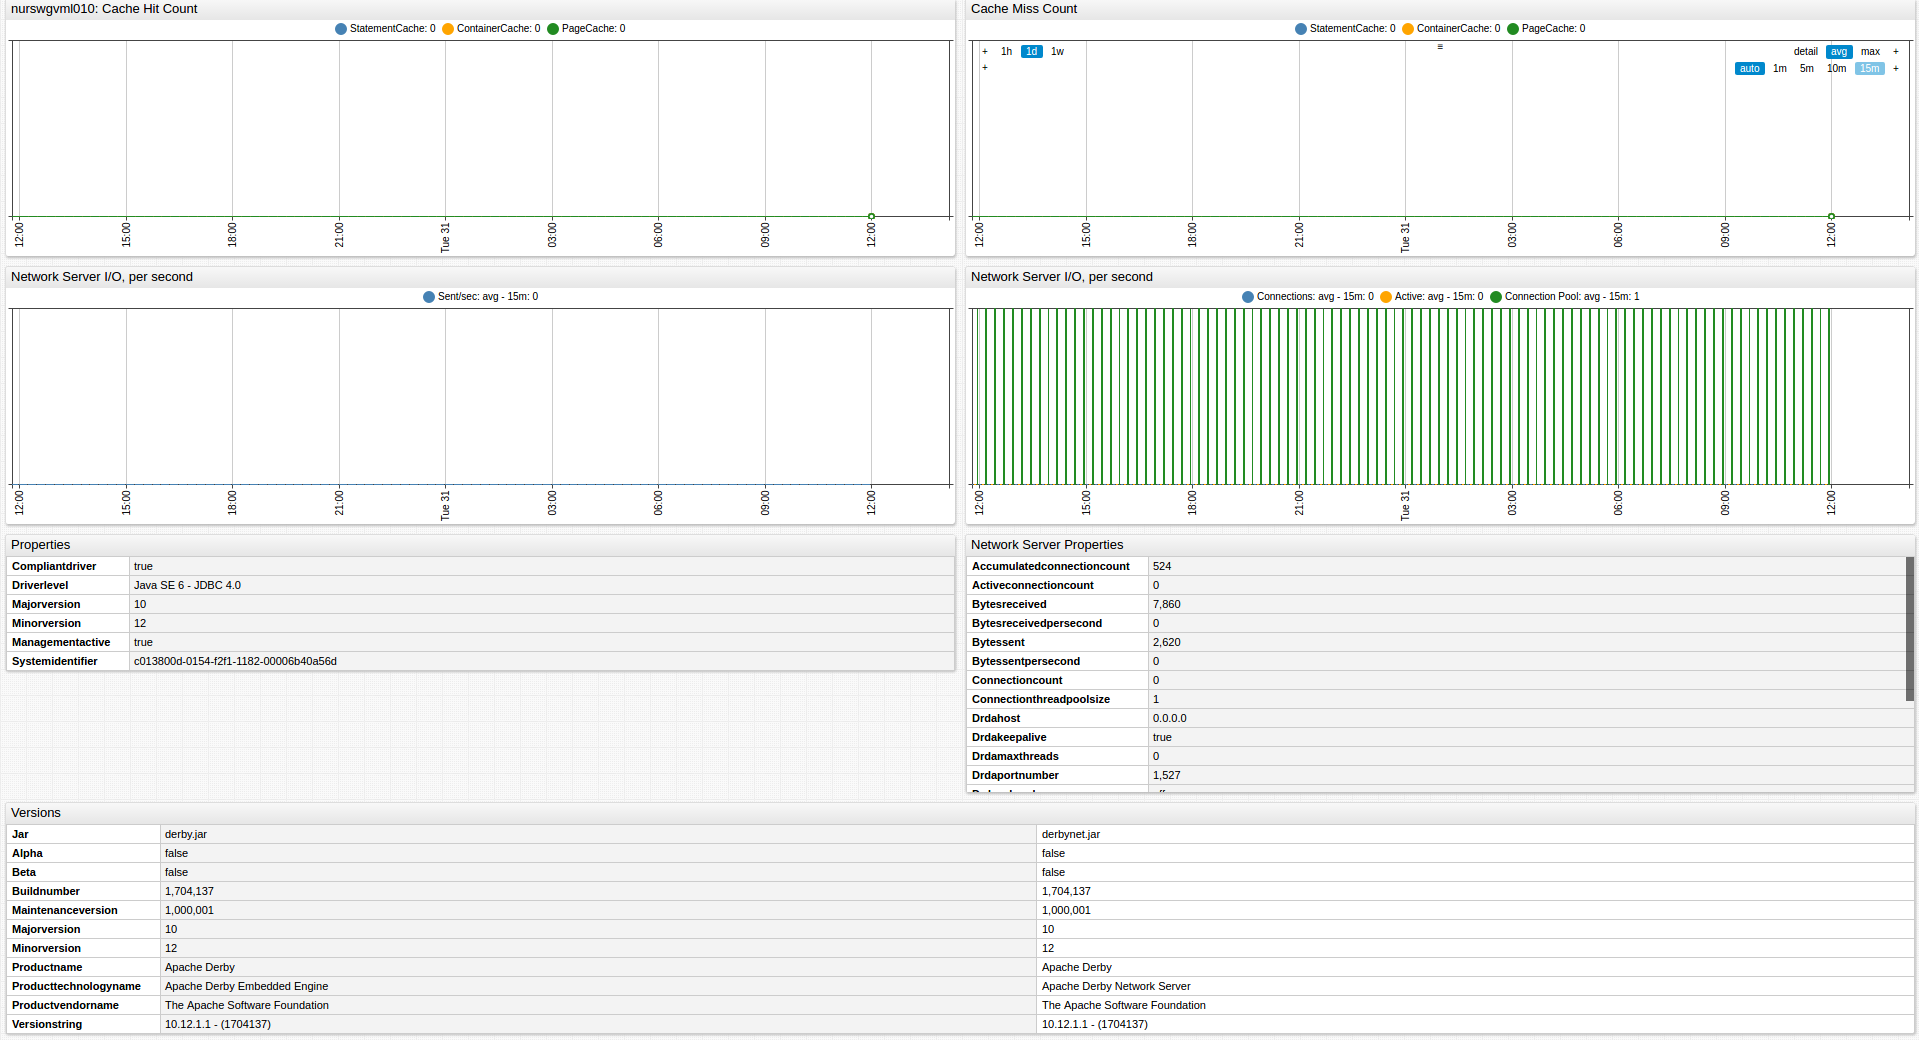 nurswgvml010: Cache Hit Count
StatementCache: 0 ContainerCache: 0 PageCache: 0
12:00 15:00 18:00 21:00 Tue 31 03:00 06:00 09:00 12:00
Cache Miss Count
StatementCache: 0 ContainerCache: 0 PageCache: 0
+ 1h 1d 1w ≡ detail avg max +
+ auto 1m 5m 10m 15m +
12:00 15:00 18:00 21:00 Tue 31 03:00 06:00 09:00 12:00
Network Server I/O, per second
Sent/sec: avg - 15m: 0
12:00 15:00 18:00 21:00 Tue 31 03:00 06:00 09:00 12:00
Network Server I/O, per second
Connections: avg - 15m: 0 Active: avg - 15m: 0 Connection Pool: avg - 15m: 1
12:00 15:00 18:00 21:00 Tue 31 03:00 06:00 09:00 12:00
Properties
Compliantdriver true
Driverlevel Java SE 6 - JDBC 4.0
Majorversion 10
Minorversion 12
Managementactive true
Systemidentifier c013800d-0154-f2f1-1182-00006b40a56d
Network Server Properties
Accumulatedconnectioncount 524
Activeconnectioncount 0
Bytesreceived 7,860
Bytesreceivedpersecond 0
Bytessent 2,620
Bytessentpersecond 0
Connectioncount 0
Connectionthreadpoolsize 1
Drdahost 0.0.0.0
Drdakeepalive true
Drdamaxthreads 0
Drdaportnumber 1,527
Versions
Jar derby.jar derbynet.jar
Alpha false false
Beta false false
Buildnumber 1,704,137 1,704,137
Maintenanceversion 1,000,001 1,000,001
Majorversion 10 10
Minorversion 12 12
Productname Apache Derby Apache Derby
Producttechnologyname Apache Derby Embedded Engine Apache Derby Network Server
Productvendorname The Apache Software Foundation The Apache Software Foundation
Versionstring 10.12.1.1 - (1704137) 10.12.1.1 - (1704137)